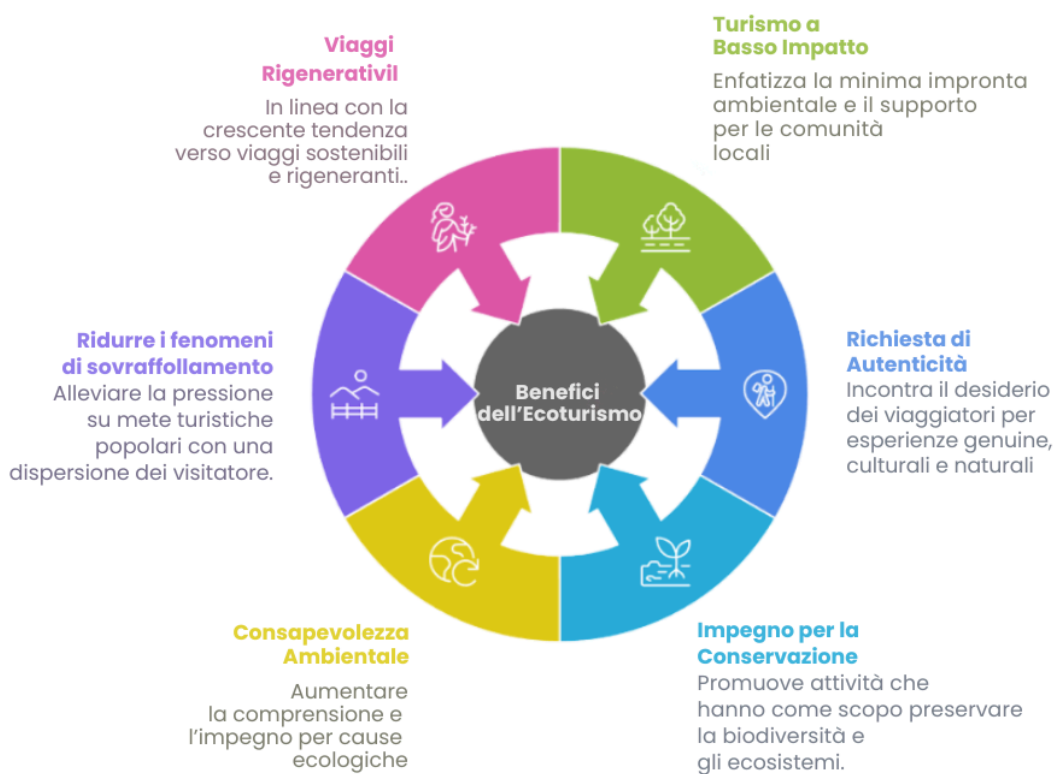 Viaggi
Rigenerativil
In linea con la
crescente tendenza
verso viaggi sostenibili
e rigeneranti..
Turismo a
Basso Impatto
Enfatizza la minima impronta
ambientale e il supporto
per le comunità
locali
Ridurre i fenomeni
di sovraffollamento
Alleviare la pressione
su mete turistiche
popolari con una
dispersione dei visitatore.
Benefici
dell'Ecoturismo
Richiesta di
Autenticità
Incontra il desiderio
dei viaggiatori per
esperienze genuine,
culturali e naturali
Consapevolezza
Ambientale
Aumentare
la comprensione e
l'impegno per cause
ecologiche
Impegno per la
Conservazione
Promuove attività che
hanno come scopo preservare
la biodiversità e
gli ecosistemi.